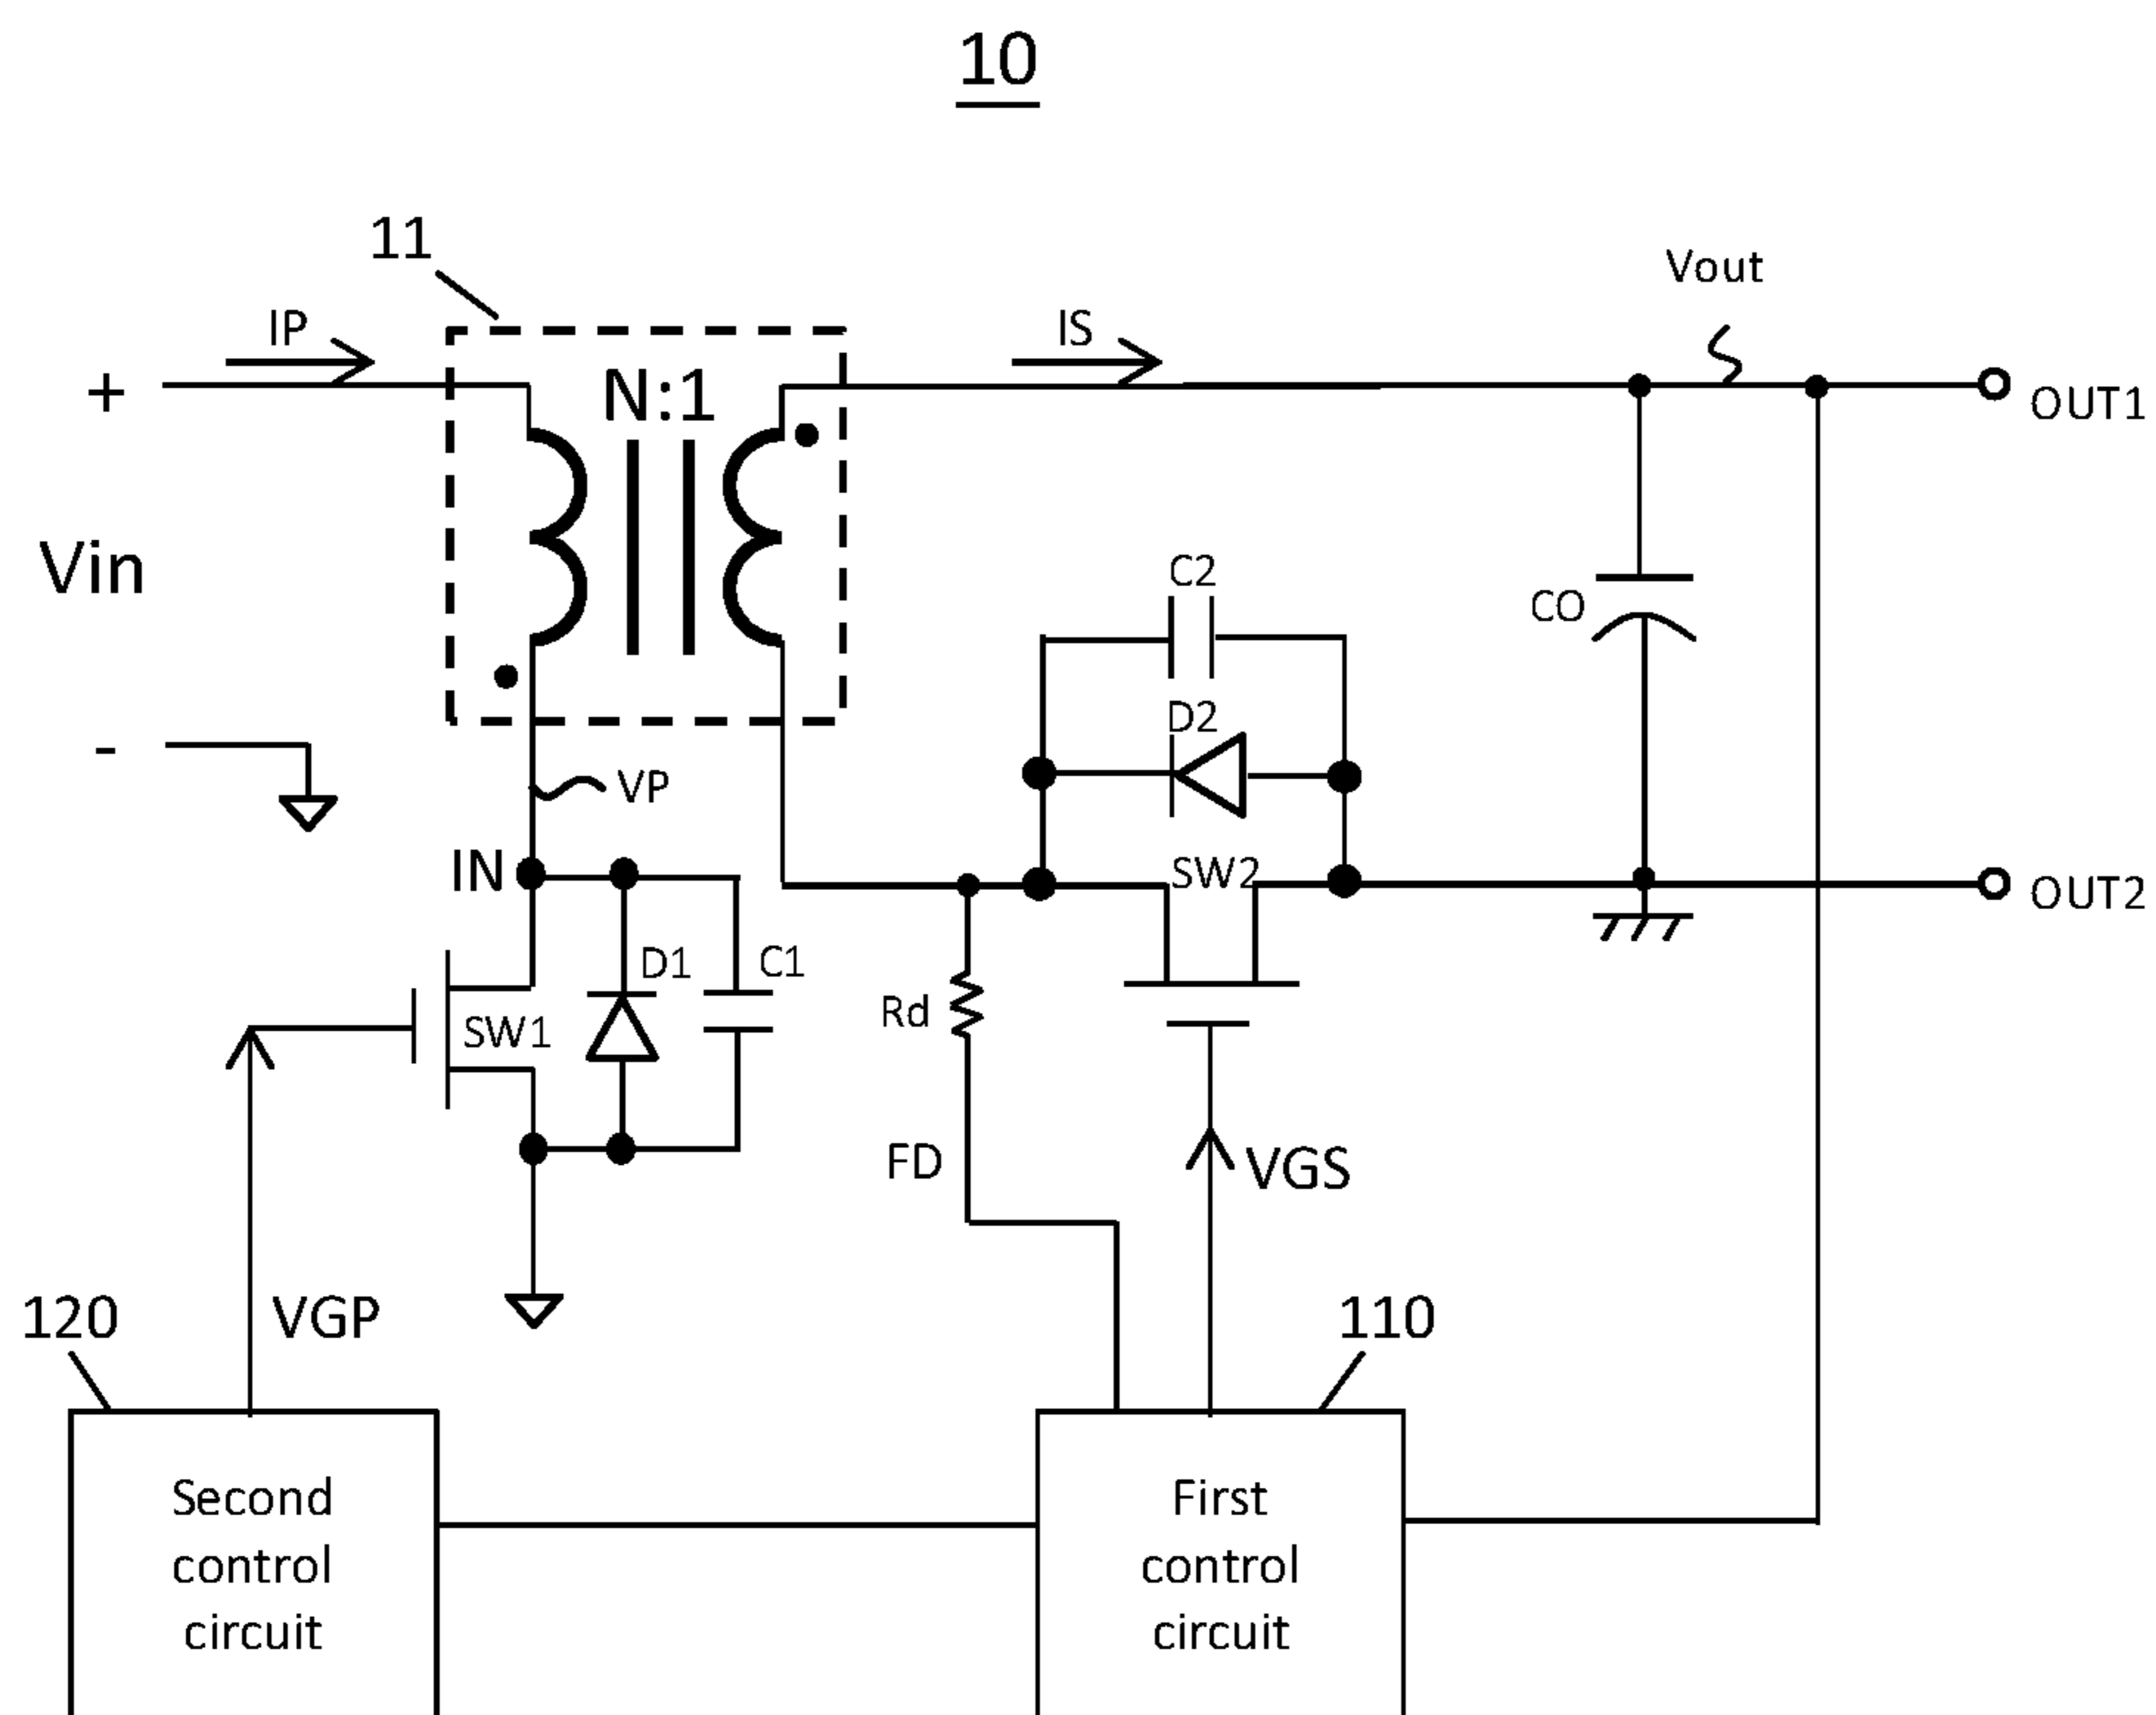 10
11
IP
IS
Vout
+
N:1
OUT1
Vin
C2
CO
D2
-
VP
IN
SW2
OUT2
D1
C1
Rd
SW1
FD
VGS
120
VGP
110
Second
control
circuit
First
control
circuit